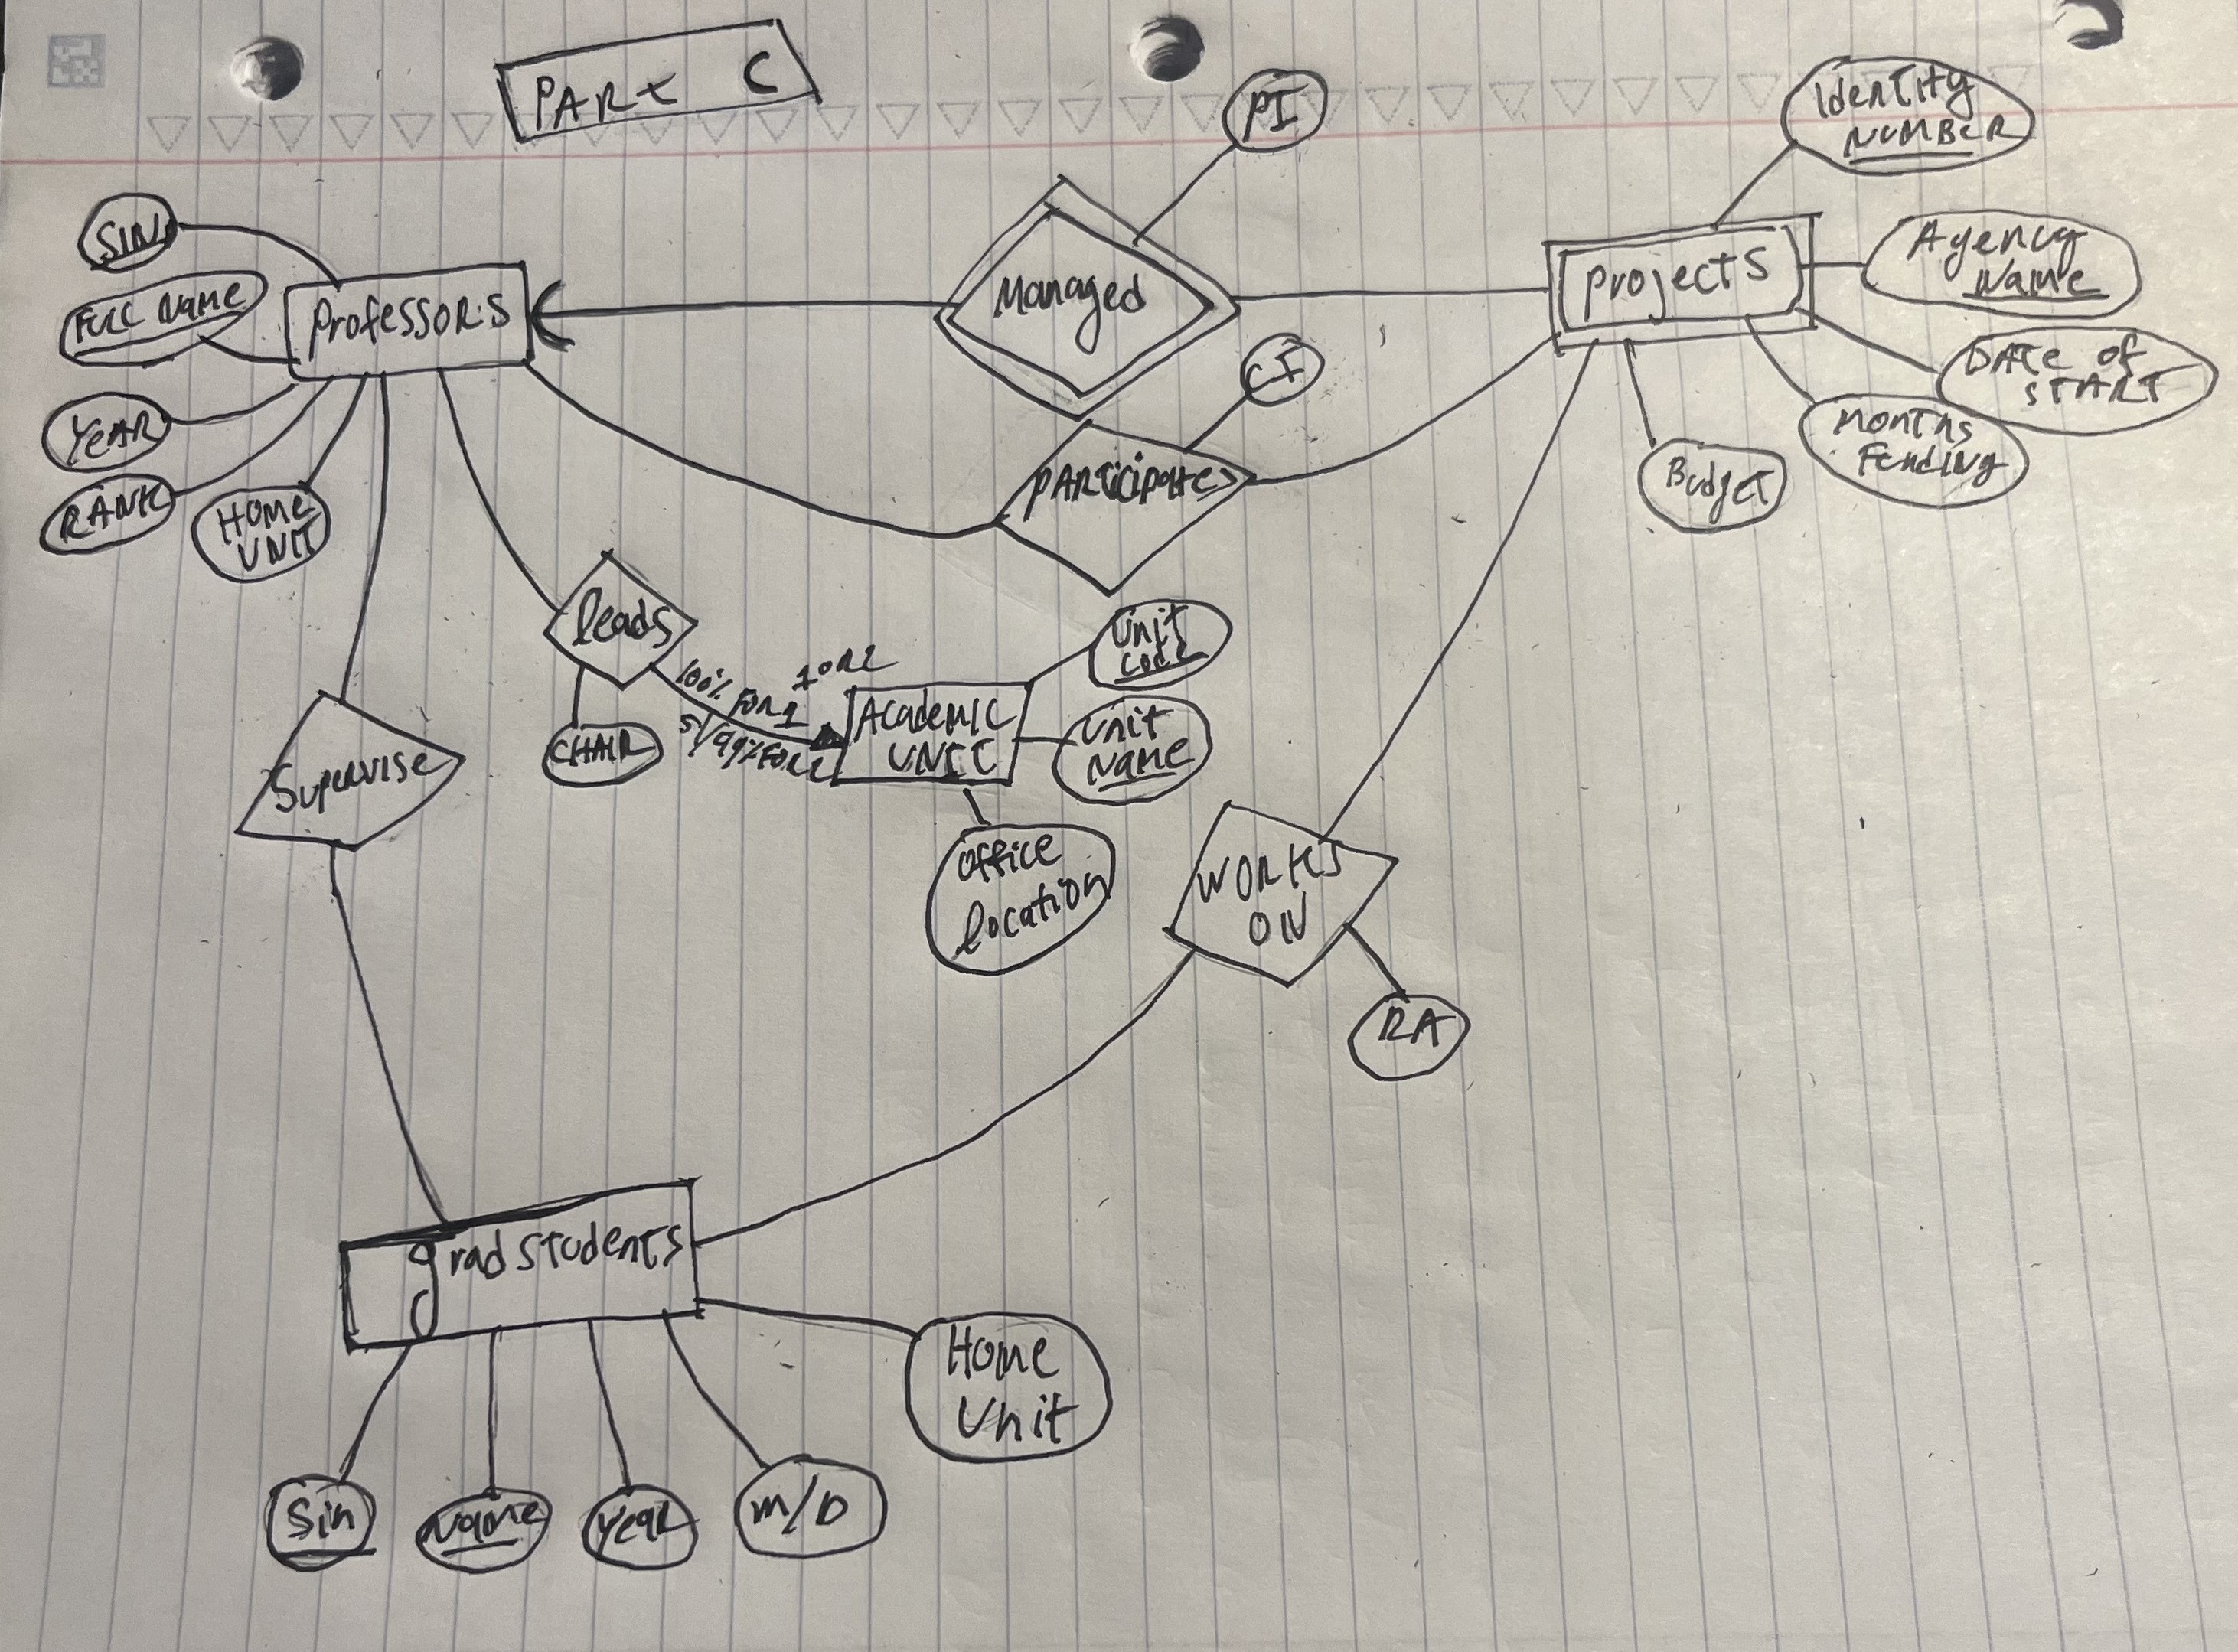 PARt C
PI
Identity
NUMBER
SIN
Full Name
Professors
Managed
Projects
Agency
Name
Date of
START
Months
Funding
CI
Budget
Year
RANK
Home
UNIT
Participates
leads
100% FOR 1
1 OR 2
51/99% FOR 2
Unit
Code
Academic
UNIT
Unit
Name
CHAIR
Supervise
Office
location
WORKS
ON
RA
grad students
Home
Unit
Sin
Name
Year
M/D